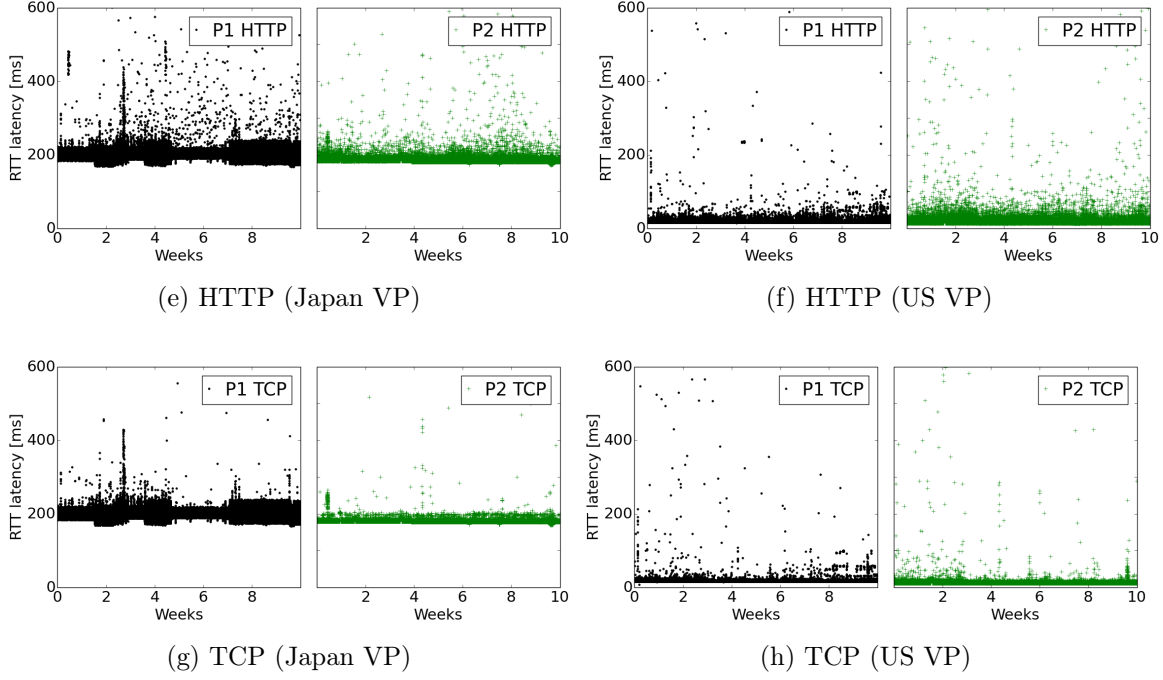 600
400
200
0
RTT latency [ms]
P1 HTTP
0 2 4 6 8
Weeks
P2 HTTP
2 4 6 8 10
Weeks
(e) HTTP (Japan VP)
600
400
200
0
RTT latency [ms]
P1 HTTP
0 2 4 6 8
Weeks
P2 HTTP
2 4 6 8 10
Weeks
(f) HTTP (US VP)
600
400
200
0
RTT latency [ms]
P1 TCP
0 2 4 6 8
Weeks
P2 TCP
2 4 6 8 10
Weeks
(g) TCP (Japan VP)
600
400
200
0
RTT latency [ms]
P1 TCP
0 2 4 6 8
Weeks
P2 TCP
2 4 6 8 10
Weeks
(h) TCP (US VP)